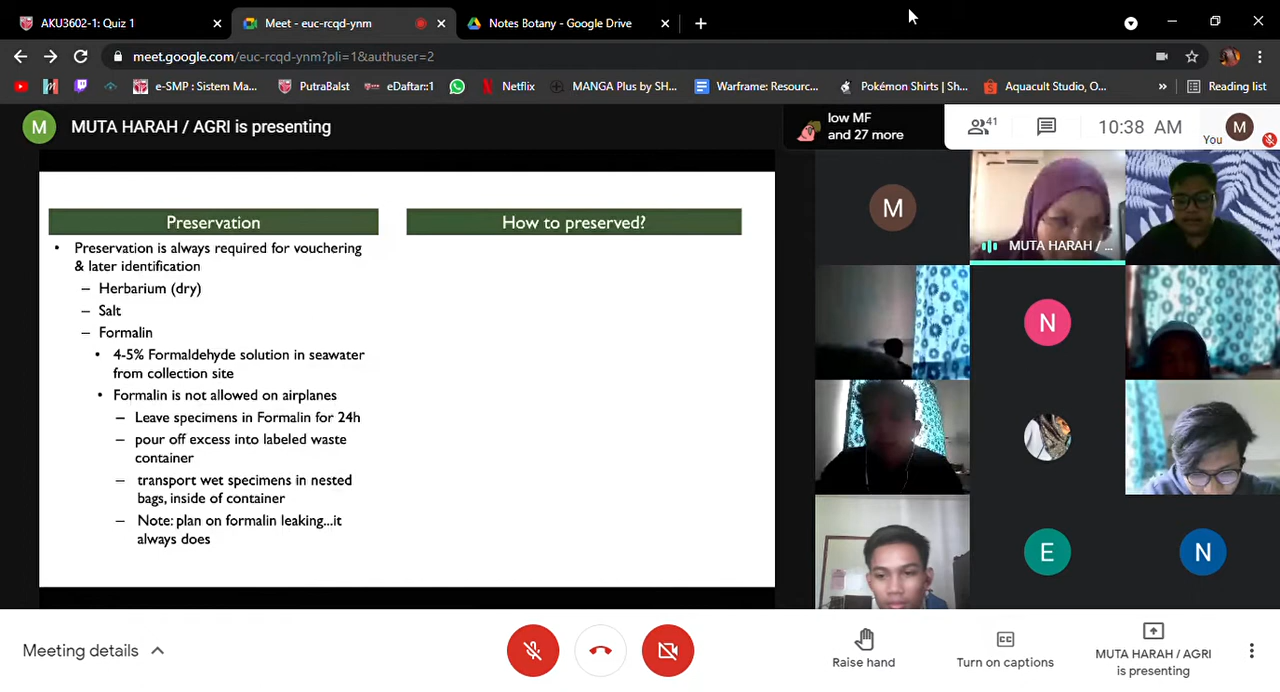 AKU3602-1: Quiz 1
Meet - euc-rcqd-ynm
Notes Botany - Google Drive
meet.google.com/euc-rcqd-ynm?pli=1&authuser=2
e-SMP : Sistem Ma...
PutraBalst
eDaftar::1
Netflix
MANGA Plus by SH...
Warframe: Resourc...
Pokémon Shirts | Sh...
Aquacult Studio, O...
»
Reading list
M
MUTA HARAH / AGRI is presenting
low MF
and 27 more
41
10:38 AM
You
M
Preservation
• Preservation is always required for vouchering
& later identification
– Herbarium (dry)
– Salt
– Formalin
• 4-5% Formaldehyde solution in seawater
from collection site
• Formalin is not allowed on airplanes
– Leave specimens in Formalin for 24h
– pour off excess into labeled waste
container
– transport wet specimens in nested
bags, inside of container
– Note: plan on formalin leaking...it
always does
How to preserved?
M
MUTA HARAH / ...
N
E
N
Meeting details
Raise hand
Turn on captions
MUTA HARAH / AGRI
is presenting